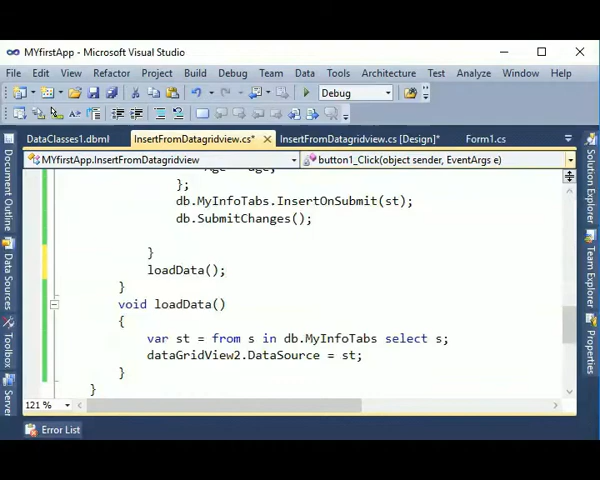 MYfirstApp - Microsoft Visual Studio
File Edit View Refactor Project Build Debug Team Data Tools Architecture Test Analyze Window Help
Debug
DataClasses1.dbml InsertFromDatagridview.cs* InsertFromDatagridview.cs [Design]* Form1.cs
MYfirstApp.InsertFromDatagridview button1_Click(object sender, EventArgs e)
Age = age;
};
db.MyInfoTabs.InsertOnSubmit(st);
db.SubmitChanges();
}
loadData();
}
void loadData()
{
var st = from s in db.MyInfoTabs select s;
dataGridView2.DataSource = st;
}
}
121 %
Error List
Document Outline
Data Sources
Toolbox
Server
Solution Explorer
Properties